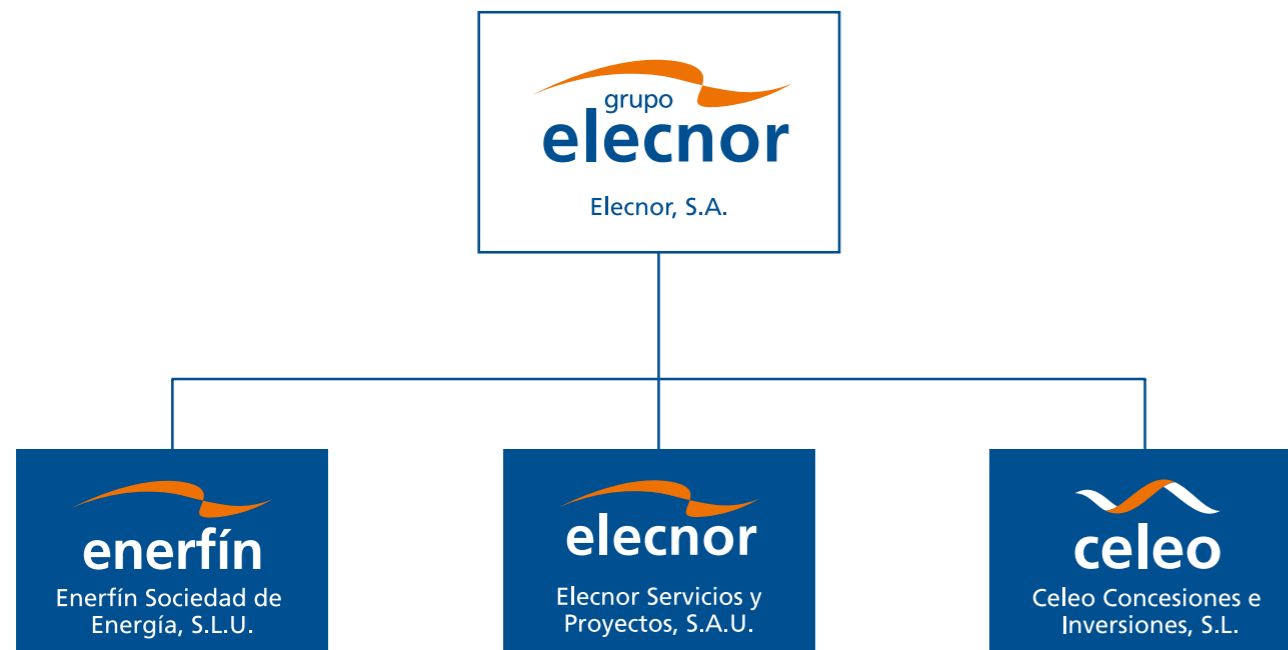 grupo
elecnor
Elecnor, S.A.
enerfín
Enerfín Sociedad de
Energía, S.L.U.
elecnor
Elecnor Servicios y
Proyectos, S.A.U.
celeo
Celeo Concesiones e
Inversiones, S.L.